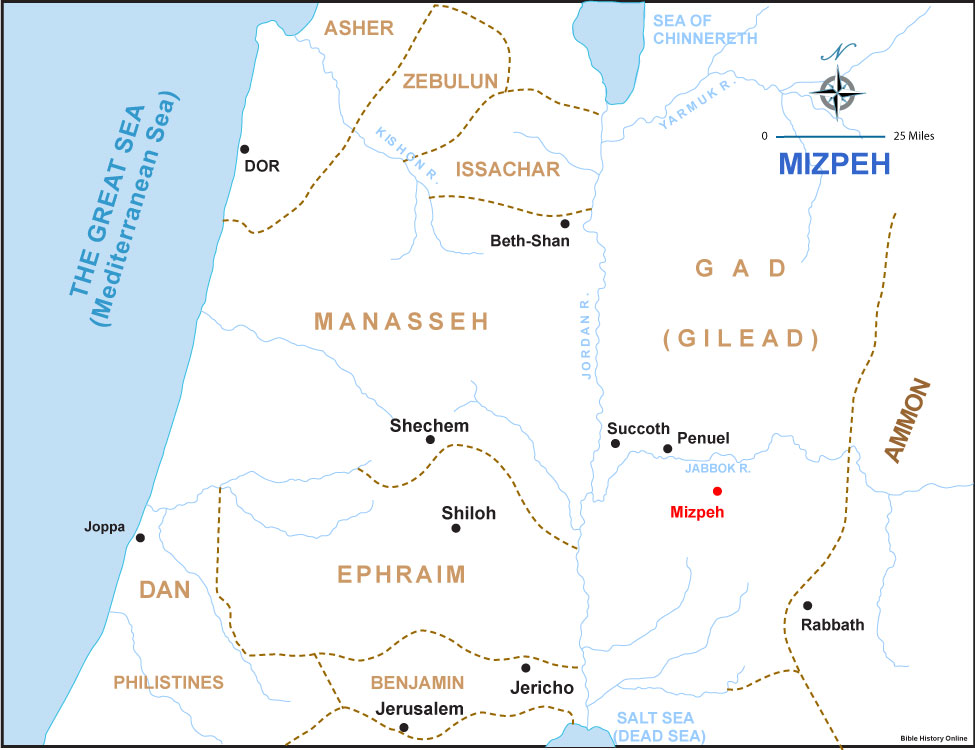 ASHER
SEA OF
CHINNERETH
N
ZEBULUN
THE GREAT SEA
(Mediterranean Sea)
YARMUK R.
0 25 Miles
KISHON R.
MIZPEH
DOR
ISSACHAR
Beth-Shan
G A D
(GILEAD)
MANASSEH
JORDAN R.
AMMON
Shechem
Succoth
Penuel
JABBOK R.
Mizpeh
Shiloh
Joppa
EPHRAIM
DAN
Rabbath
PHILISTINES
BENJAMIN
Jericho
Jerusalem
SALT SEA
(DEAD SEA)
Bible History Online